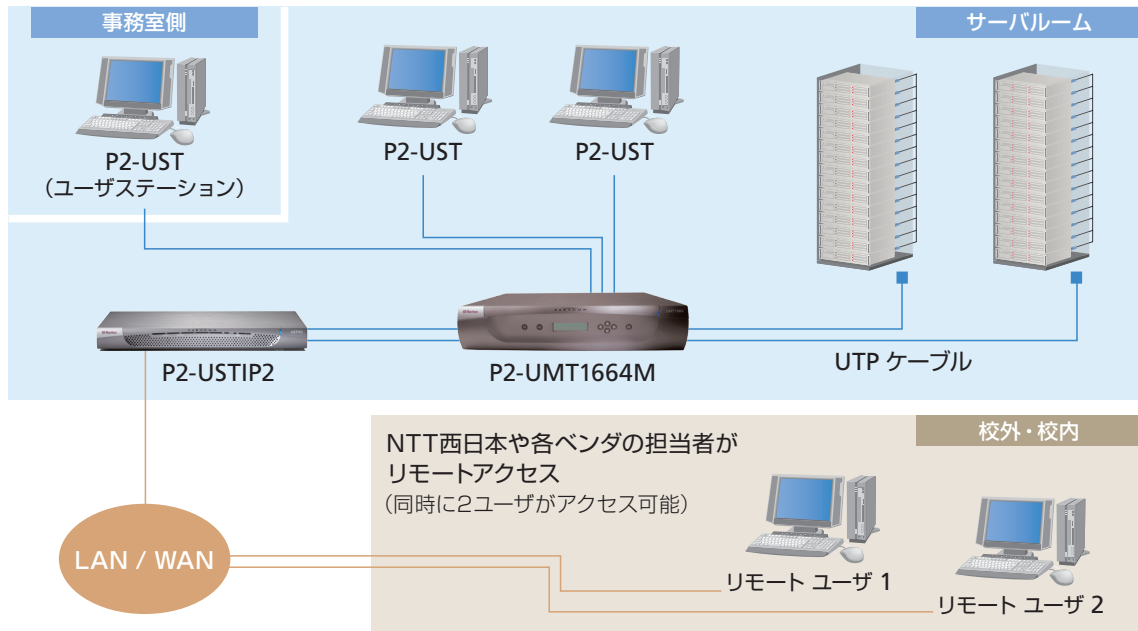 事務室側
サーバルーム
P2-UST
(ユーザステーション)
P2-UST
P2-UST
P2-USTIP2
P2-UMT1664M
UTP ケーブル
校外・校内
NTT西日本や各ベンダの担当者が
リモートアクセス
(同時に2ユーザがアクセス可能)
LAN / WAN
リモート ユーザ 1
リモート ユーザ 2